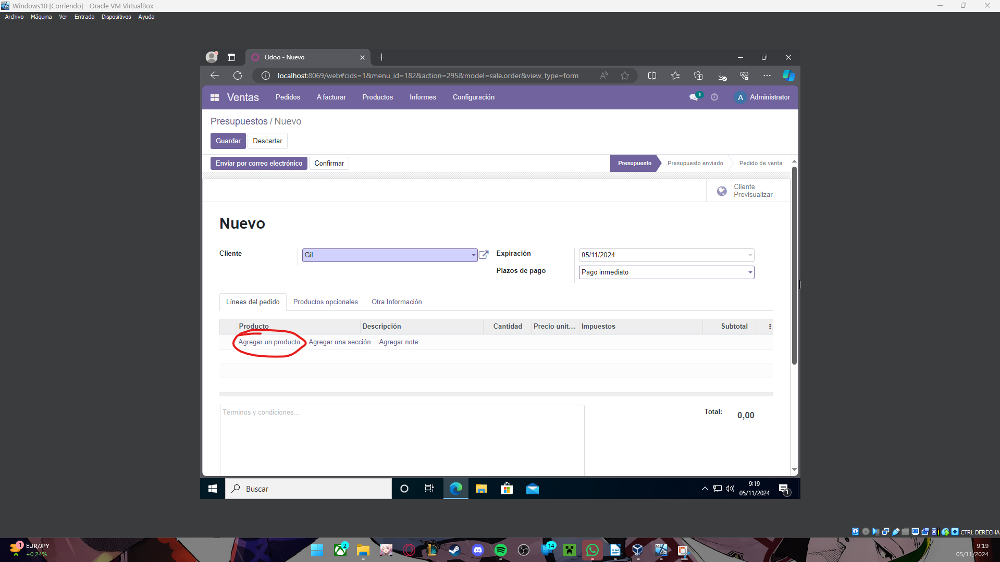 Windows10 [Corriendo] - Oracle VM VirtualBox
Archivo Máquina Ver Entrada Dispositivos Ayuda
Odoo - Nuevo
localhost:8069/web#cids=1&menu_id=182&action=295&model=sale.order&view_type=form
Ventas Pedidos A facturar Productos Informes Configuración 1 A Administrator
Presupuestos / Nuevo
Guardar Descartar
Enviar por correo electrónico Confirmar Presupuesto Presupuesto enviado Pedido de venta
Cliente
Previsualizar
Nuevo
Cliente Gil Expiración 05/11/2024
Plazos de pago Pago inmediato
Líneas del pedido Productos opcionales Otra Información
Producto Descripción Cantidad Precio unit... Impuestos Subtotal
Agregar un producto Agregar una sección Agregar nota
Términos y condiciones... Total: 0,00
Buscar 9:19
05/11/2024 1
CTRL DERECHA
1 EUR/JPY
+0,24%
2 14 9:19
05/11/2024